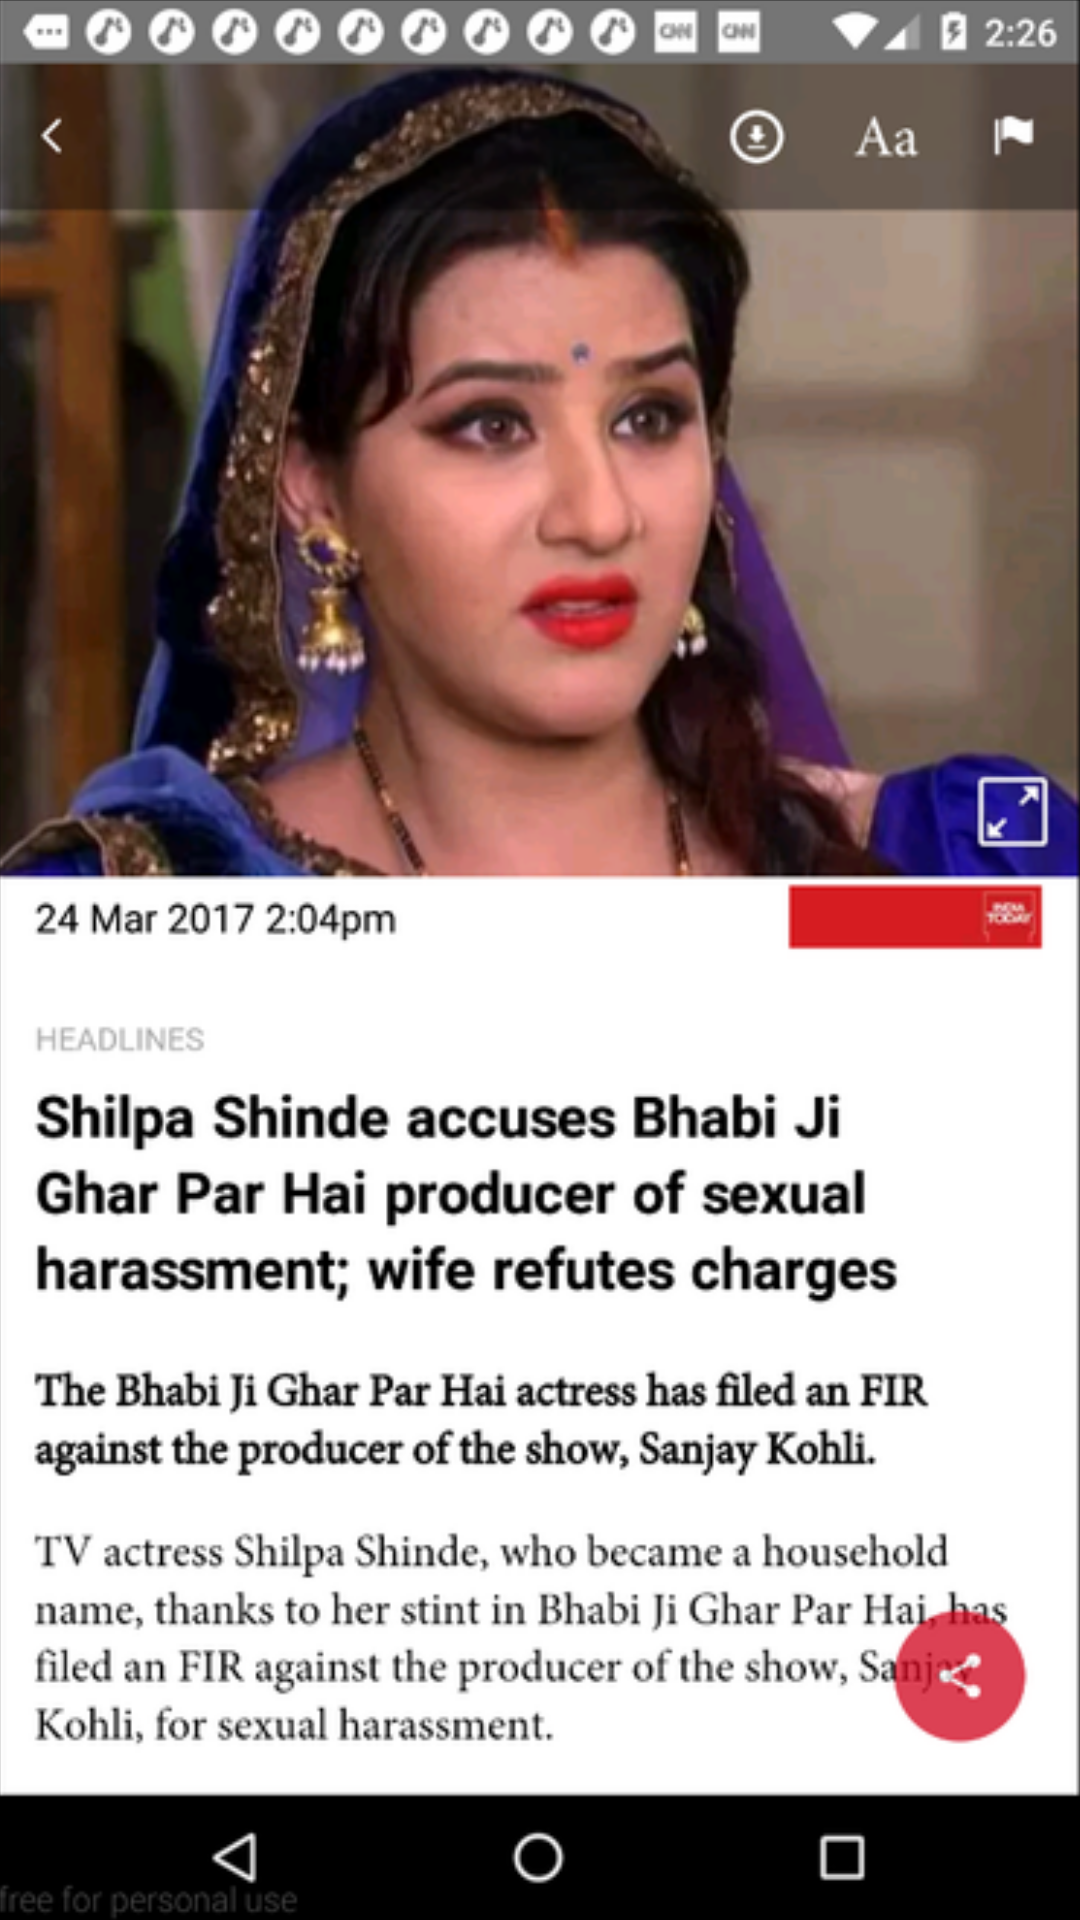 CNN
CNN
2:26
Aa
24 Mar 2017 2:04pm
INDIA
TODAY
HEADLINES
Shilpa Shinde accuses Bhabi Ji
Ghar Par Hai producer of sexual
harassment; wife refutes charges
The Bhabi Ji Ghar Par Hai actress has filed an FIR
against the producer of the show, Sanjay Kohli.
TV actress Shilpa Shinde, who became a household
name, thanks to her stint in Bhabi Ji Ghar Par Hai, has
filed an FIR against the producer of the show, Sanjay
Kohli, for sexual harassment.
free for personal use